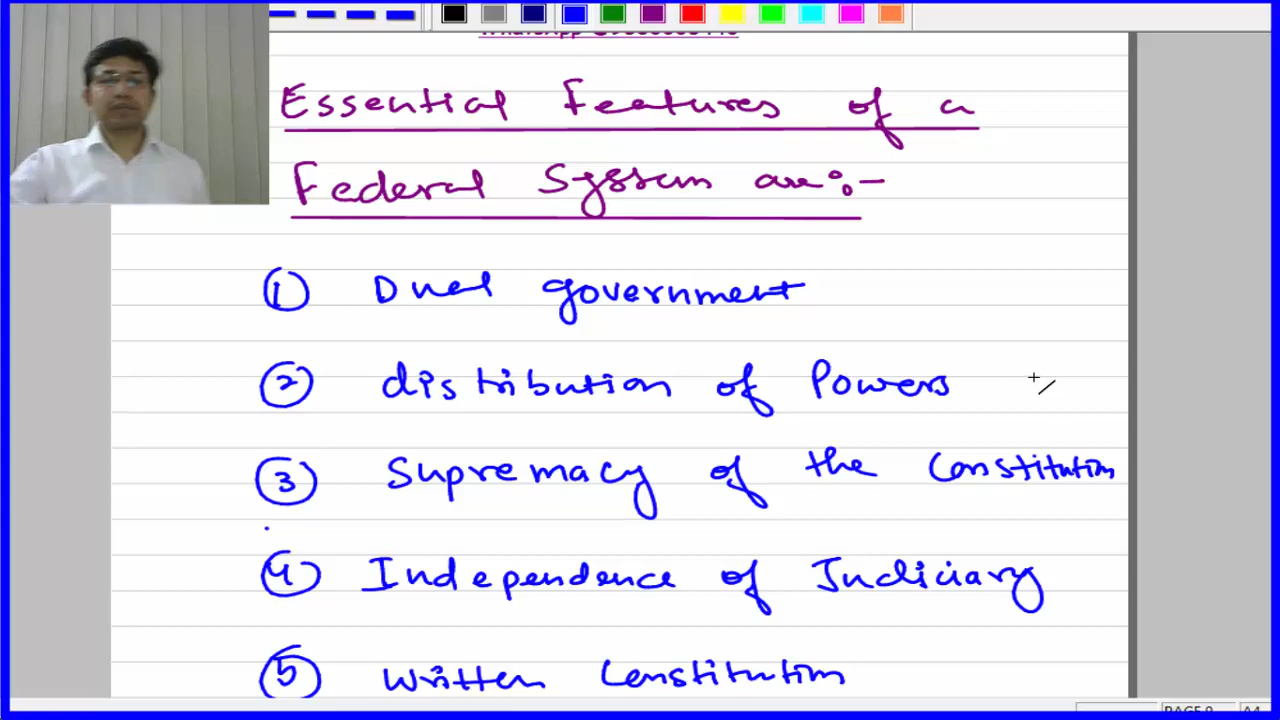 Essential Features of a
Federal System are:-
① Dual government
② distribution of Powers
③ Supremacy of the Constitution
④ Independence of Judiciary
⑤ Written Constitution